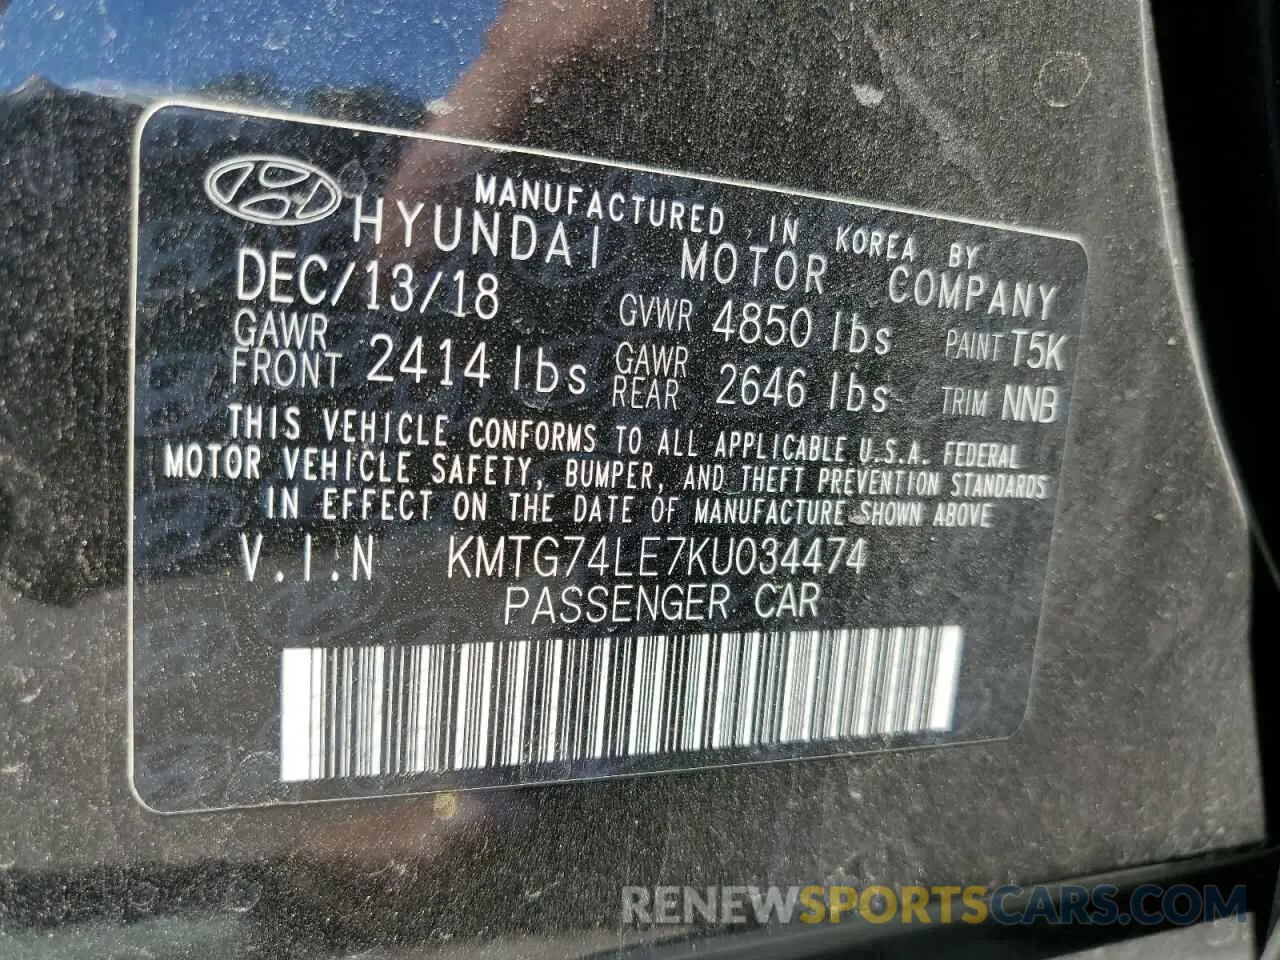 MANUFACTURED IN KOREA BY
HYUNDAI MOTOR COMPANY
DEC/13/18 GVWR 4850 lbs PAINT T5K
GAWR FRONT 2414 lbs GAWR REAR 2646 lbs TRIM NNB
THIS VEHICLE CONFORMS TO ALL APPLICABLE U.S.A. FEDERAL
MOTOR VEHICLE SAFETY, BUMPER, AND THEFT PREVENTION STANDARDS
IN EFFECT ON THE DATE OF MANUFACTURE SHOWN ABOVE
V.I.N KMTG74LE7KU034474
PASSENGER CAR
RENEWSPORTSCARS.COM